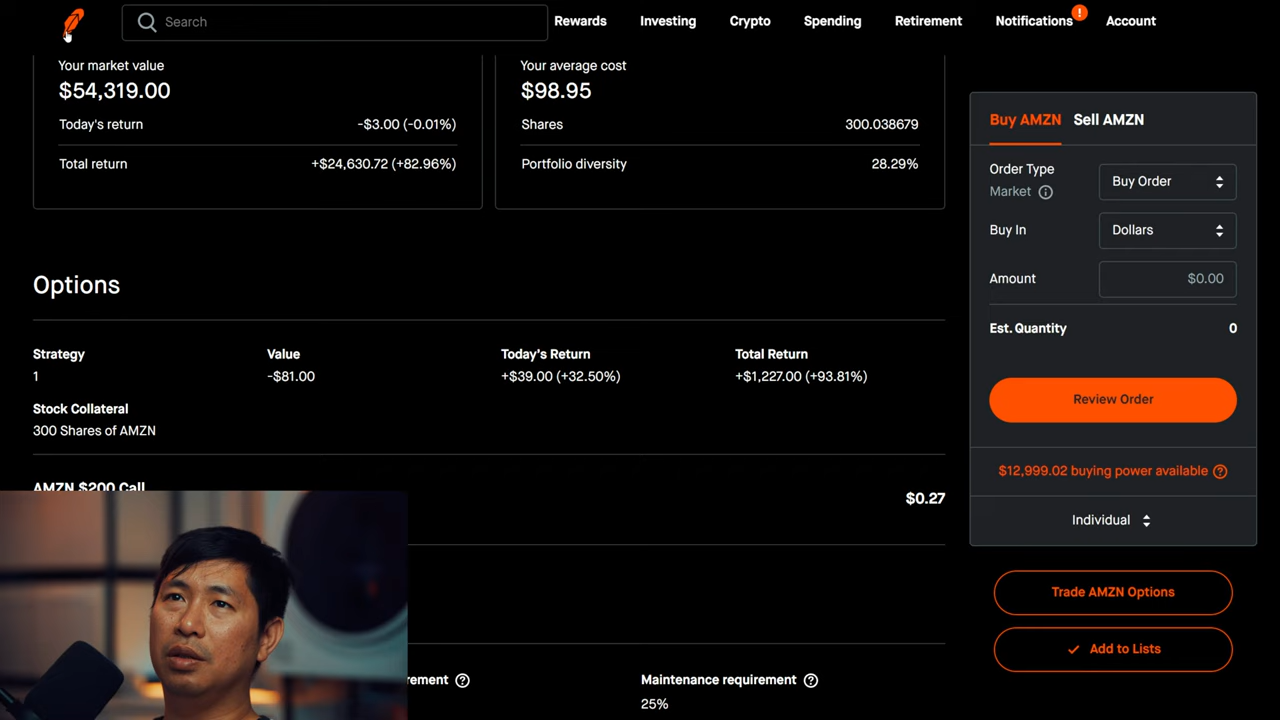 Search
Rewards
Investing
Crypto
Spending
Retirement
Notifications !
Account
Your market value
$54,319.00
Today's return -$3.00 (-0.01%)
Total return +$24,630.72 (+82.96%)
Your average cost
$98.95
Shares 300.038679
Portfolio diversity 28.29%
Options
Strategy Value Today's Return Total Return
1 -$81.00 +$39.00 (+32.50%) +$1,227.00 (+93.81%)
Stock Collateral
300 Shares of AMZN
AMZN $200 Call
$0.27
Maintenance requirement ?
25%
Buy AMZN Sell AMZN
Order Type
Market i
Buy Order
Buy In Dollars
Amount $0.00
Est. Quantity 0
Review Order
$12,999.02 buying power available ?
Individual
Trade AMZN Options
Add to Lists